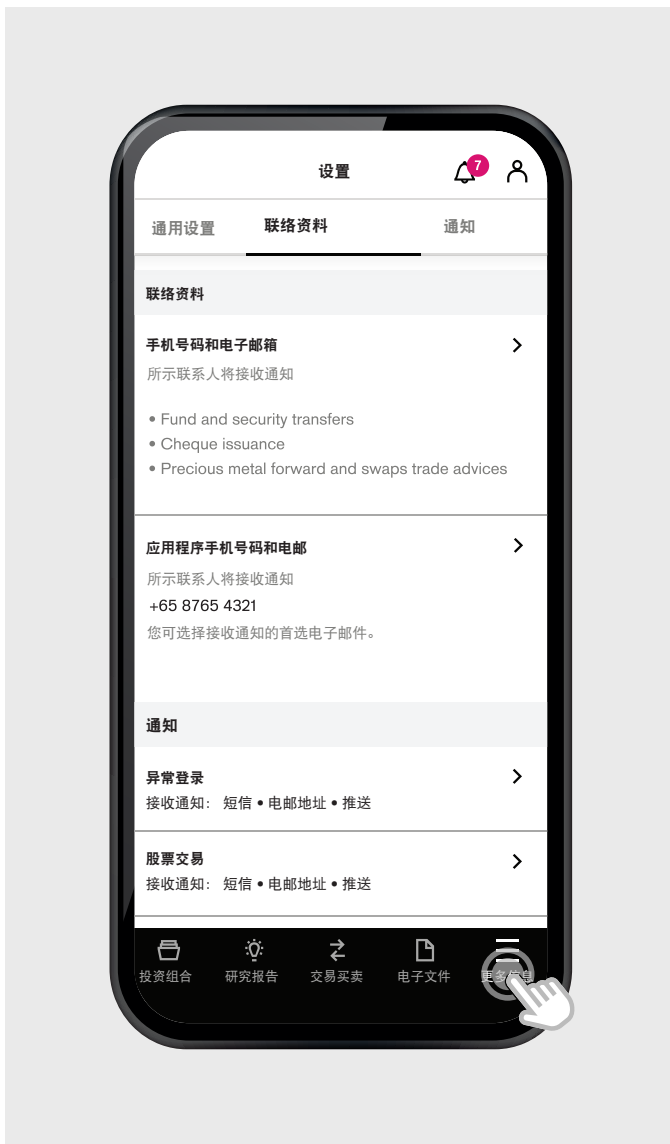 设置
7
通用设置 联络资料 通知
联络资料
手机号码和电子邮箱
所示联系人将接收通知
• Fund and security transfers
• Cheque issuance
• Precious metal forward and swaps trade advices
应用程序手机号码和电邮
所示联系人将接收通知
+65 8765 4321
您可选择接收通知的首选电子邮件。
通知
异常登录
接收通知： 短信 • 电邮地址 • 推送
股票交易
接收通知： 短信 • 电邮地址 • 推送
投资组合 研究报告 交易买卖 电子文件 更多信息